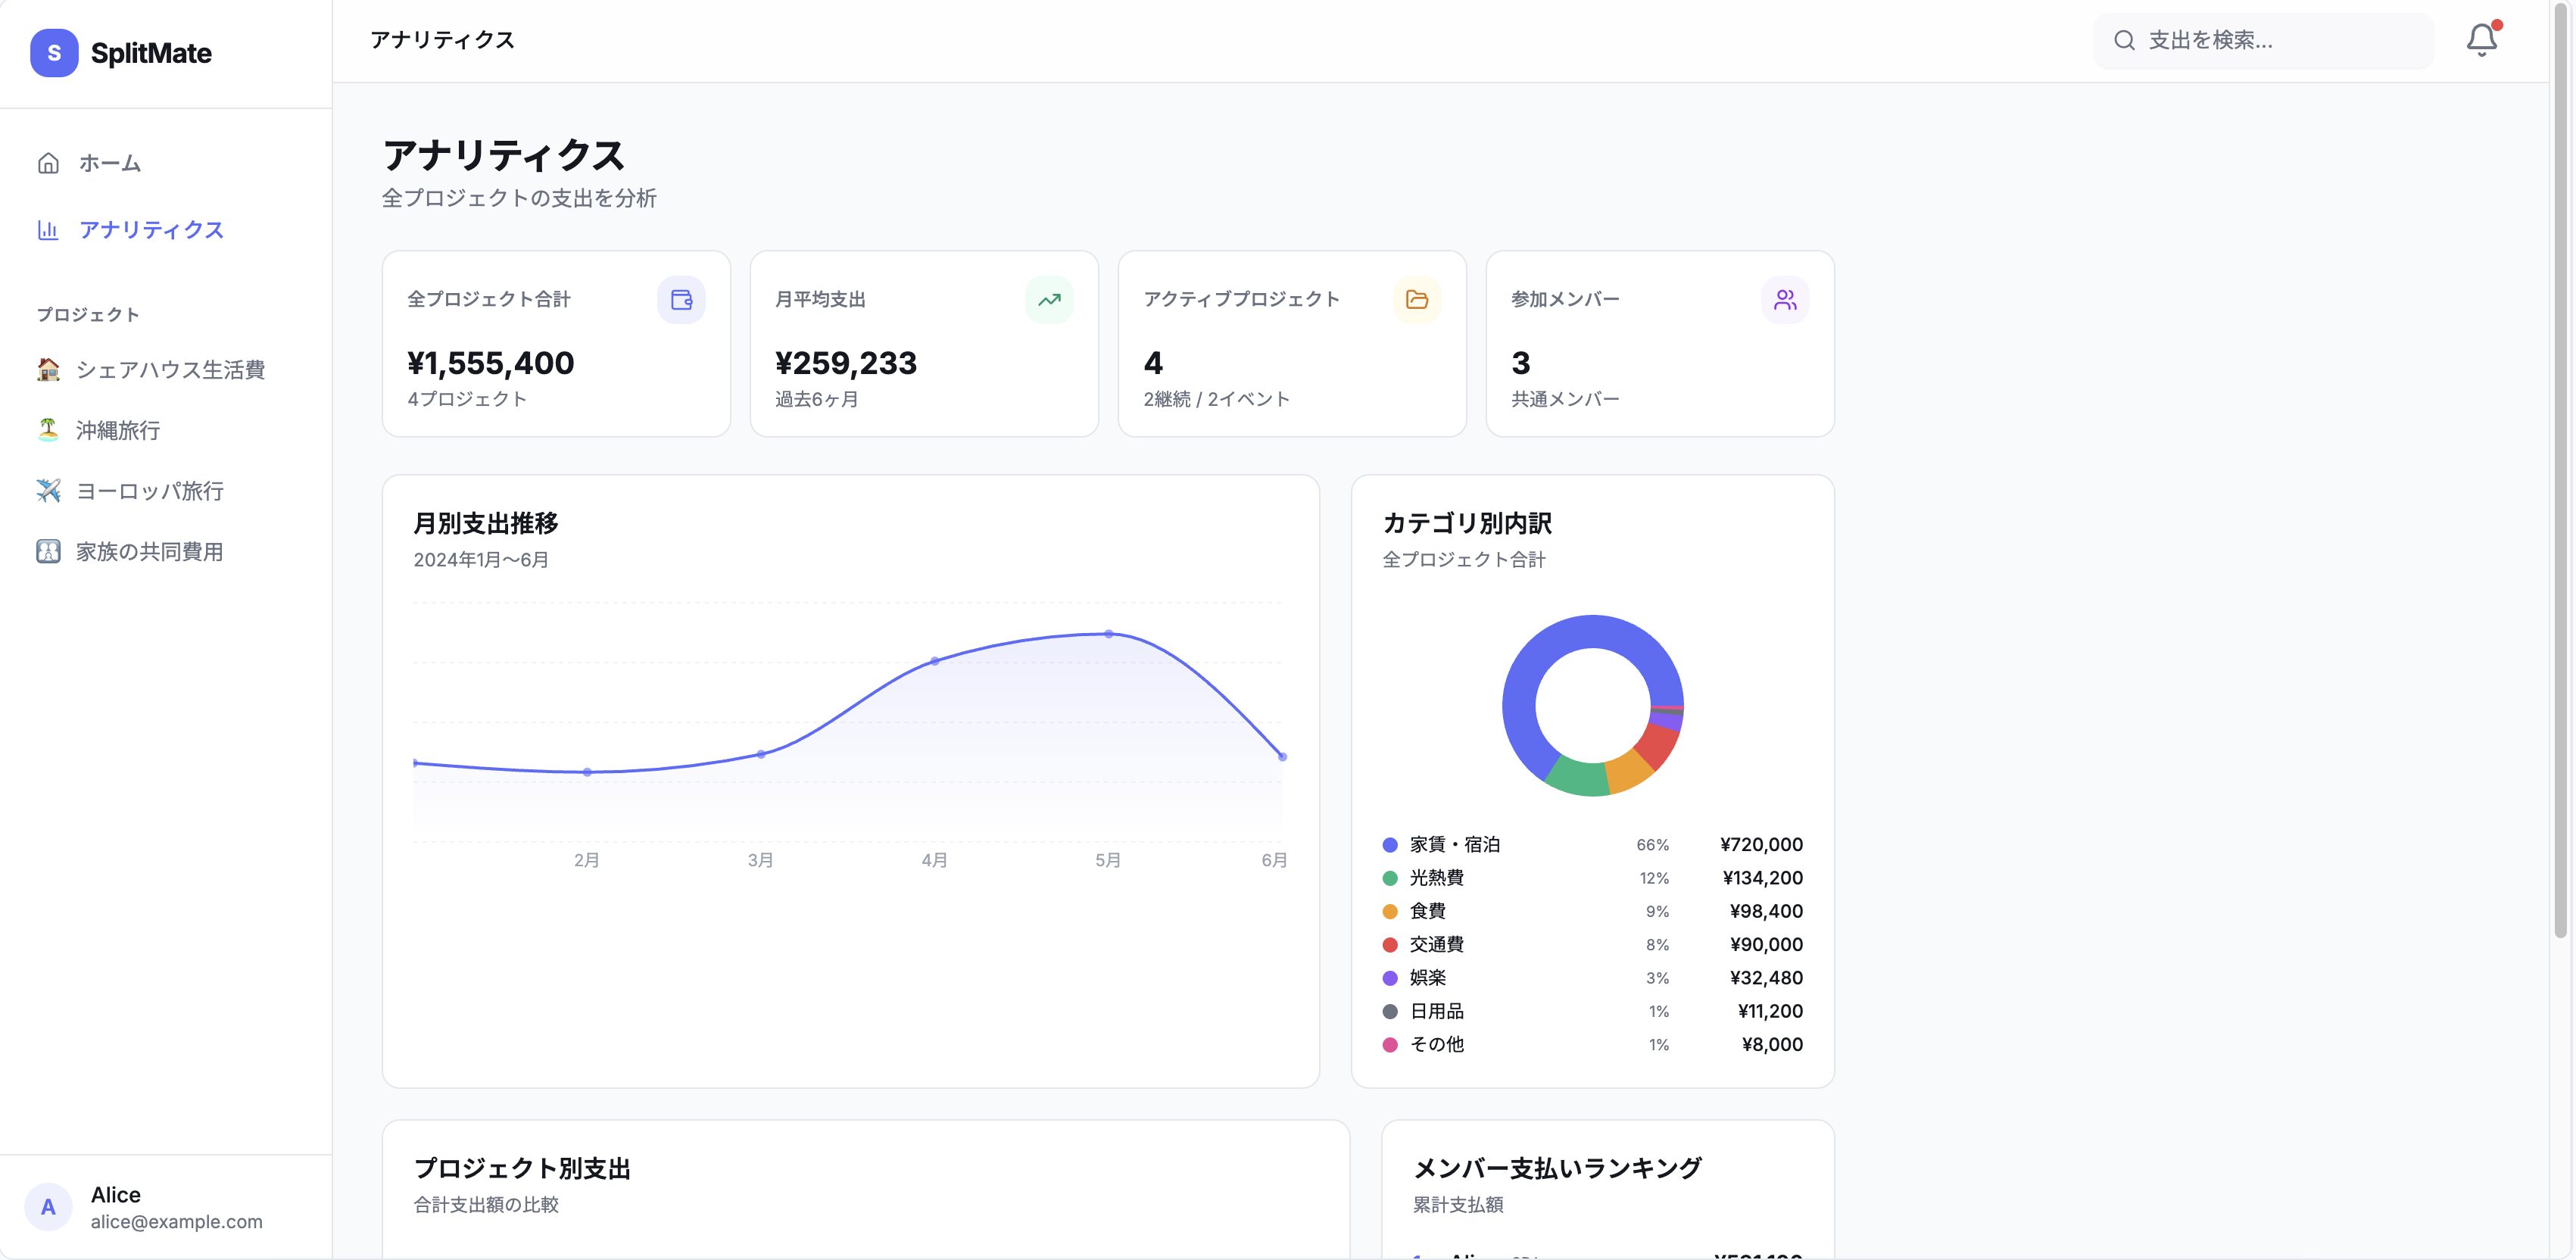 S SplitMate
ホーム
アナリティクス
プロジェクト
シェアハウス生活費
沖縄旅行
ヨーロッパ旅行
家族の共同費用
A
Alice
alice@example.com
アナリティクス
支出を検索...
アナリティクス
全プロジェクトの支出を分析
全プロジェクト合計
¥1,555,400
4プロジェクト
月平均支出
¥259,233
過去6ヶ月
アクティブプロジェクト
4
2継続 / 2イベント
参加メンバー
3
共通メンバー
月別支出推移
2024年1月〜6月
2月 3月 4月 5月 6月
カテゴリ別内訳
全プロジェクト合計
家賃・宿泊 66% ¥720,000
光熱費 12% ¥134,200
食費 9% ¥98,400
交通費 8% ¥90,000
娯楽 3% ¥32,480
日用品 1% ¥11,200
その他 1% ¥8,000
プロジェクト別支出
合計支出額の比較
メンバー支払いランキング
累計支払額